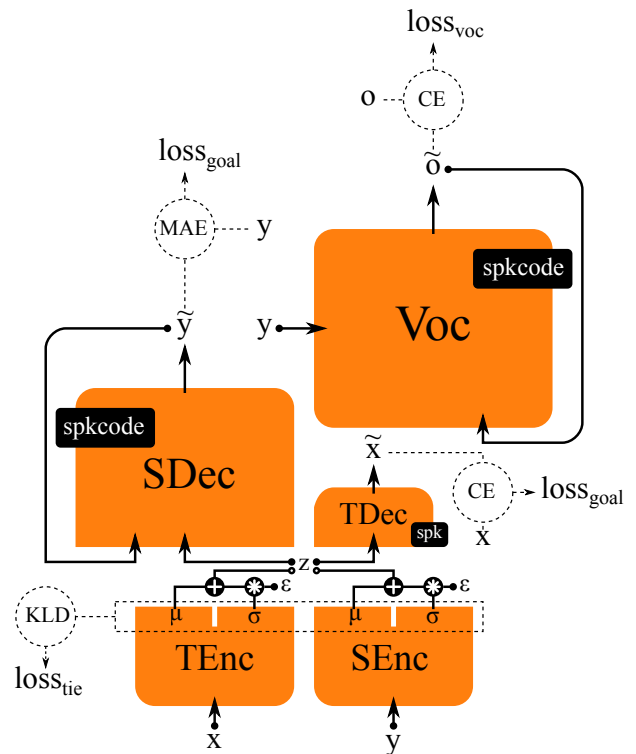 loss_voc
o CE
õ
loss_goal
MAE y
spkcode
Voc
ỹ y
spkcode
SDec
x̃
CE loss_goal
x
TDec
spk
z
+ * ε + * ε
KLD μ σ μ σ
TEnc SEnc
loss_tie
x y